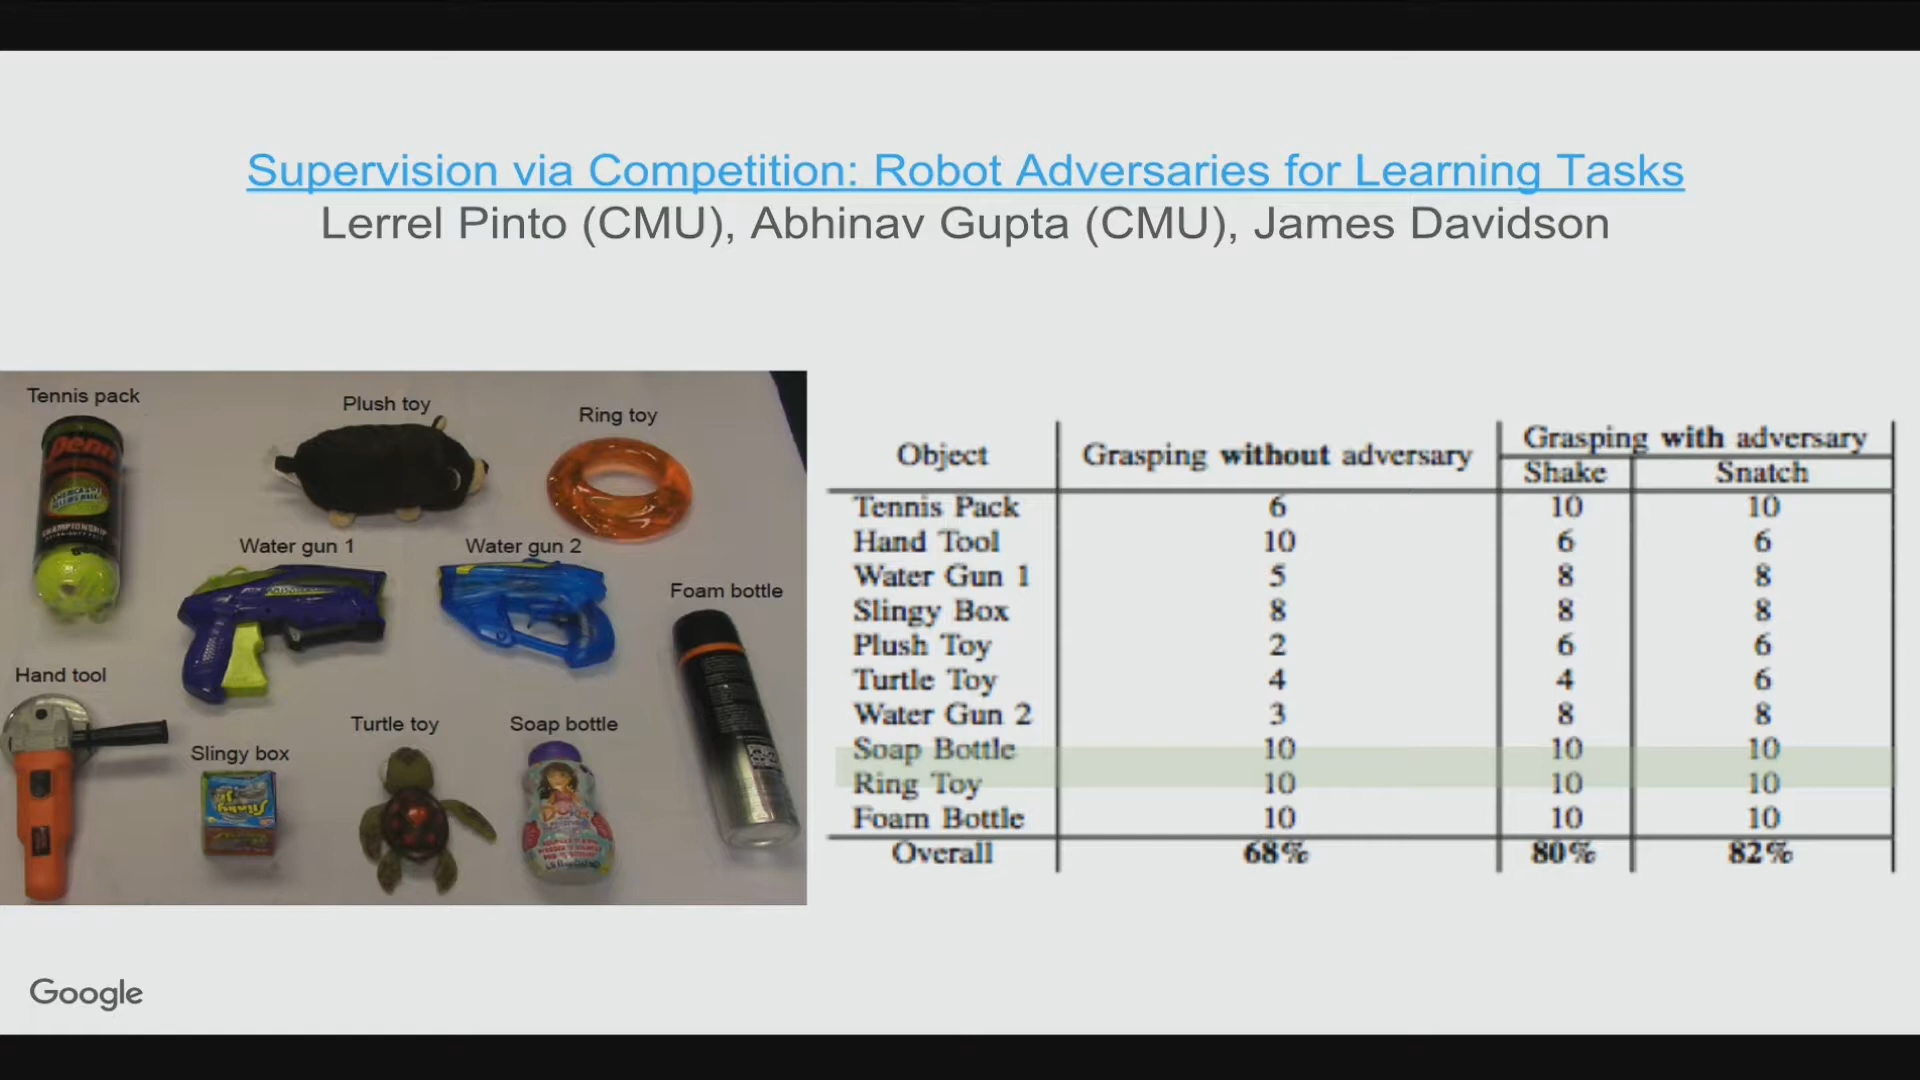 Supervision via Competition: Robot Adversaries for Learning Tasks
Lerrel Pinto (CMU), Abhinav Gupta (CMU), James Davidson
Tennis pack
Plush toy
Ring toy
Water gun 1
Water gun 2
Foam bottle
Hand tool
Slingy box
Turtle toy
Soap bottle
Penn
CHAMPIONSHIP
Object Grasping without adversary Grasping with adversary
Shake Snatch
Tennis Pack 6 10 10
Hand Tool 10 6 6
Water Gun 1 5 8 8
Slingy Box 8 8 8
Plush Toy 2 6 6
Turtle Toy 4 4 6
Water Gun 2 3 8 8
Soap Bottle 10 10 10
Ring Toy 10 10 10
Foam Bottle 10 10 10
Overall 68% 80% 82%
Google